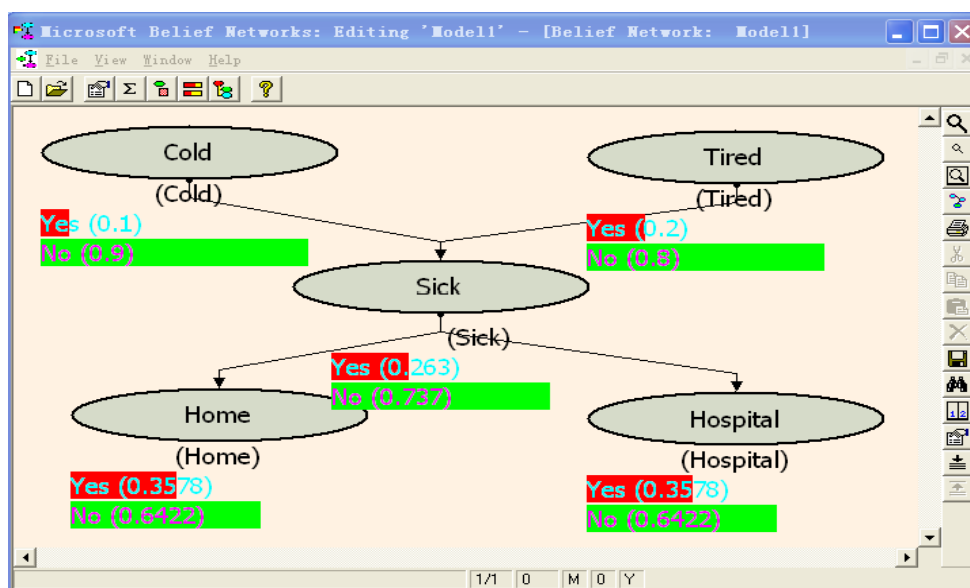 Microsoft Belief Networks: Editing 'Model1' - [Belief Network: Model1]
File View Window Help
Cold
(Cold)
Yes (0.1)
No (0.9)
Tired
(Tired)
Yes (0.2)
No (0.8)
Sick
(Sick)
Yes (0.263)
No (0.737)
Home
(Home)
Yes (0.3578)
No (0.6422)
Hospital
(Hospital)
Yes (0.3578)
No (0.6422)
1/1 0 M 0 Y